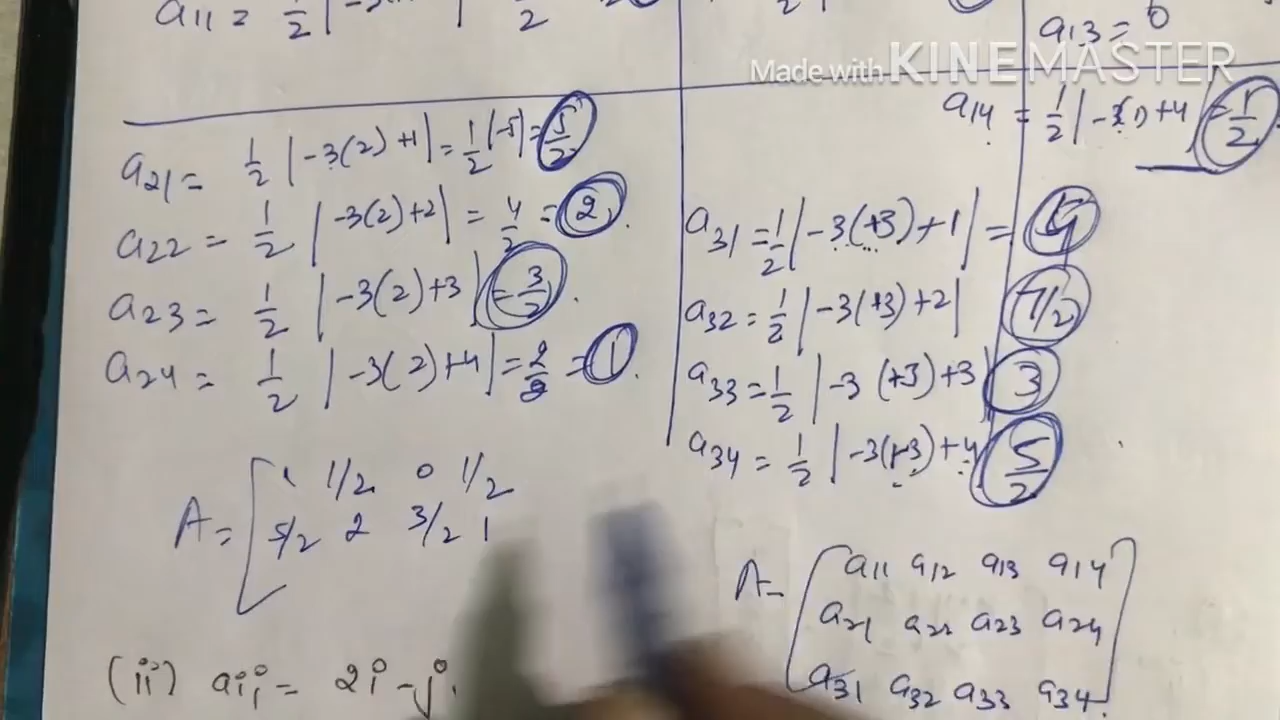 a11 = 1/2 |-3(
a13 = 0
Made with KINEMASTER
a14 = 1/2 |-3(1)+4| = 1/2
a21 = 1/2 |-3(2)+1| = 1/2 |-5| = 5/2
a22 = 1/2 |-3(2)+2| = 4/2 = 2
a23 = 1/2 |-3(2)+3| = 3/2
a24 = 1/2 |-3(2)+4| = 2/2 = 1
a31 = 1/2 |-3(+3)+1| = 4
a32 = 1/2 |-3(+3)+2| 7/2
a33 = 1/2 |-3(+3)+3| 3
a34 = 1/2 |-3(+3)+4| 5/2
A = [ 1 1/2 0 1/2
5/2 2 3/2 1
A = [ a11 a12 a13 a14
a21 a22 a23 a24
a31 a32 a33 a34 ]
(ii) aij = 2i - j.